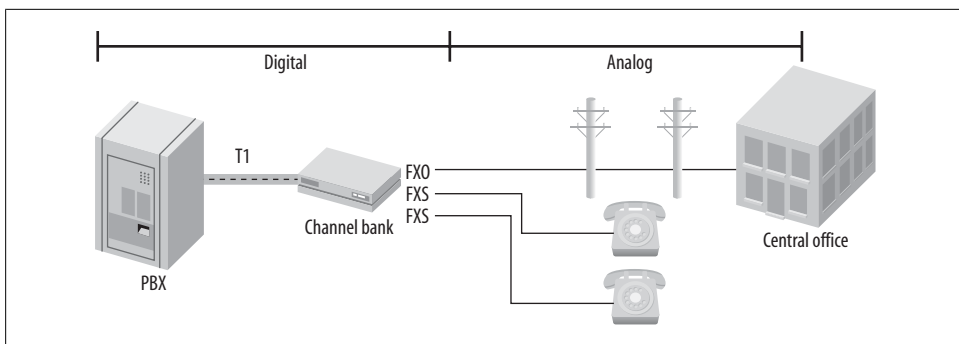 Digital
Analog
T1
FXO
FXS
FXS
Channel bank
PBX
Central office